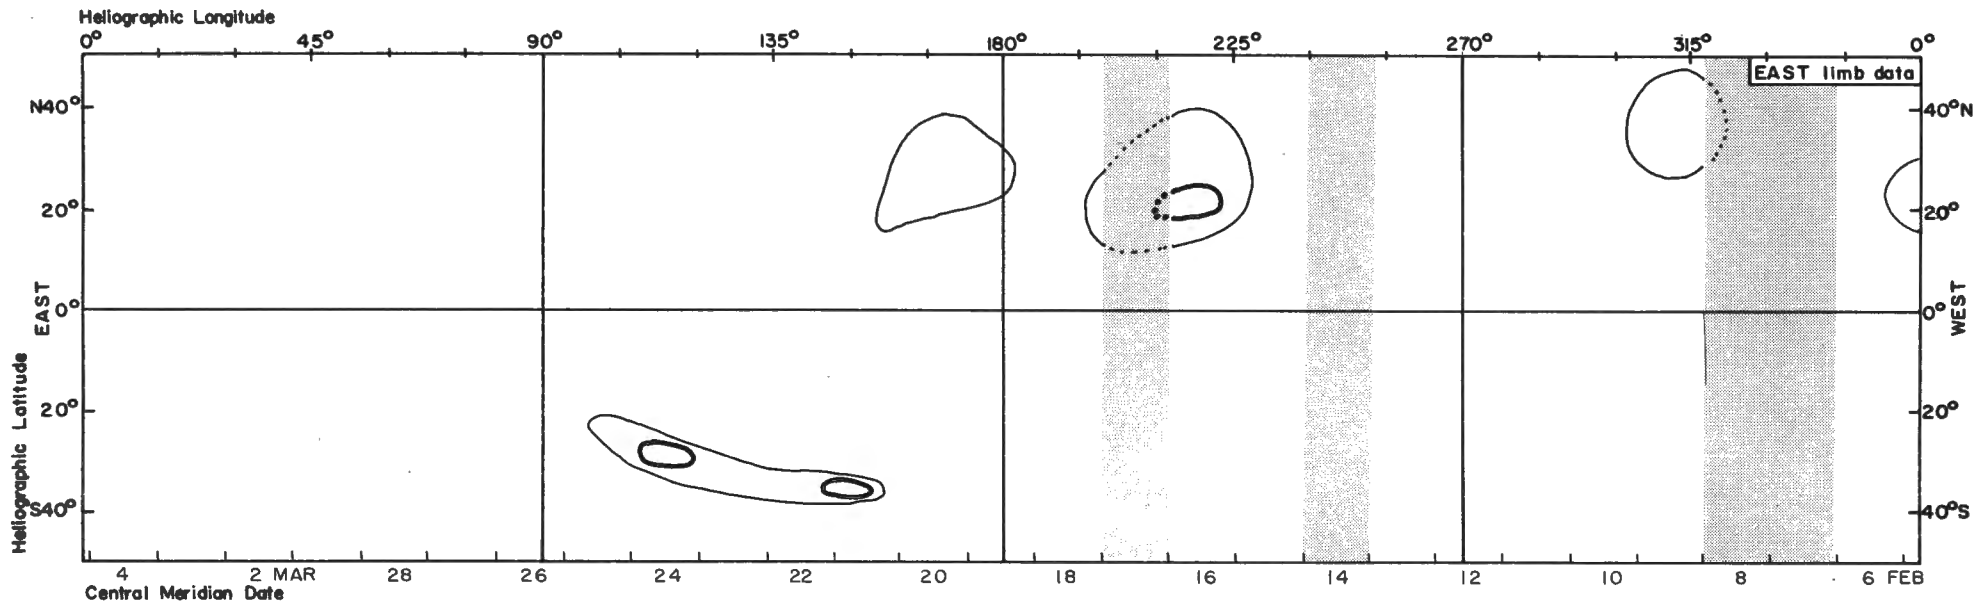 Heliographic Longitude
0° 45° 90° 135° 180° 225° 270° 315° 0°
EAST limb data
N40° 40°N
20° 20°
0° 0°
EAST WEST
20° 20°
S40° 40°S
Heliographic Latitude
4 2 MAR 28 26 24 22 20 18 16 14 12 10 8 6 FEB
Central Meridian Date